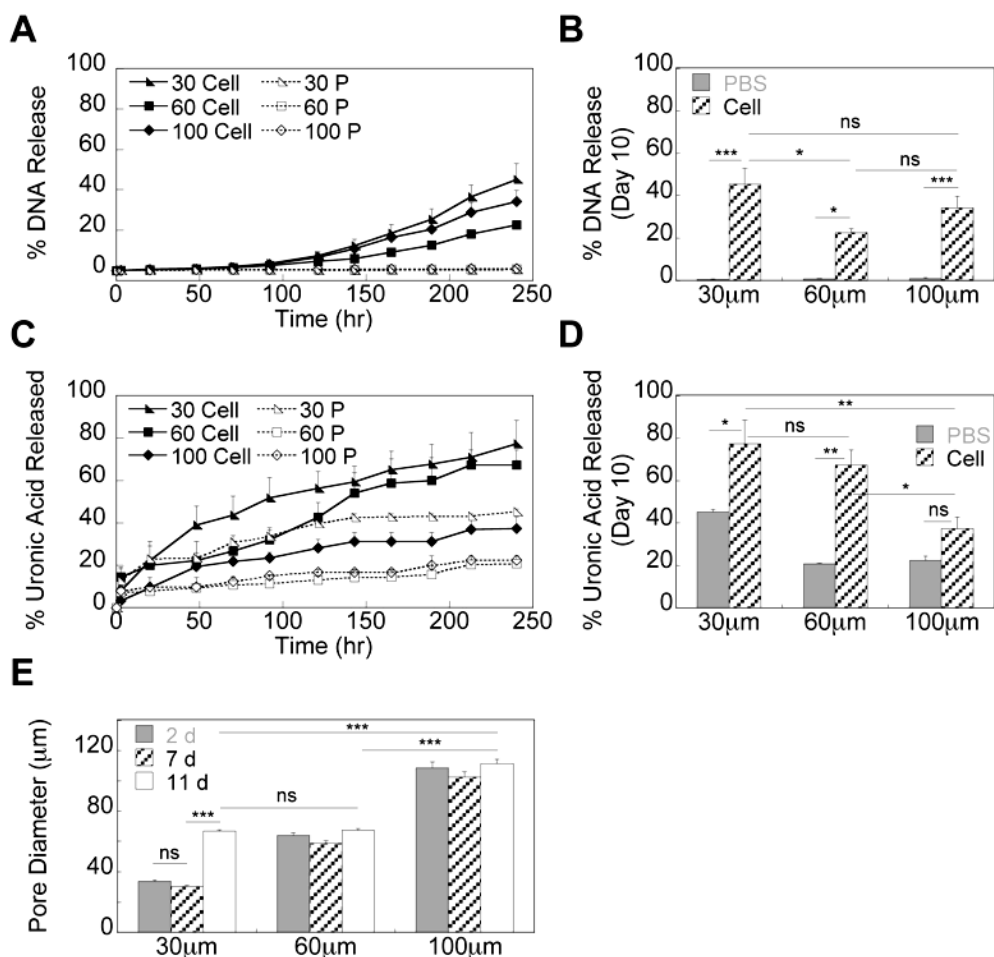 A
% DNA Release
100
80
60
40
20
0
30 Cell
60 Cell
100 Cell
30 P
60 P
100 P
0 50 100 150 200 250
Time (hr)
B
% DNA Release
(Day 10)
100
80
60
40
20
0
PBS
Cell
ns
*** * ns ***
*
30μm 60μm 100μm
C
% Uronic Acid Released
100
80
60
40
20
0
30 Cell
60 Cell
100 Cell
30 P
60 P
100 P
0 50 100 150 200 250
Time (hr)
D
% Uronic Acid Released
(Day 10)
100
80
60
40
20
0
PBS
Cell
**
* ns
**
*
ns
30μm 60μm 100μm
E
Pore Diameter (μm)
120
80
40
0
2 d
7 d
11 d
***
***
ns
***
ns
30μm 60μm 100μm